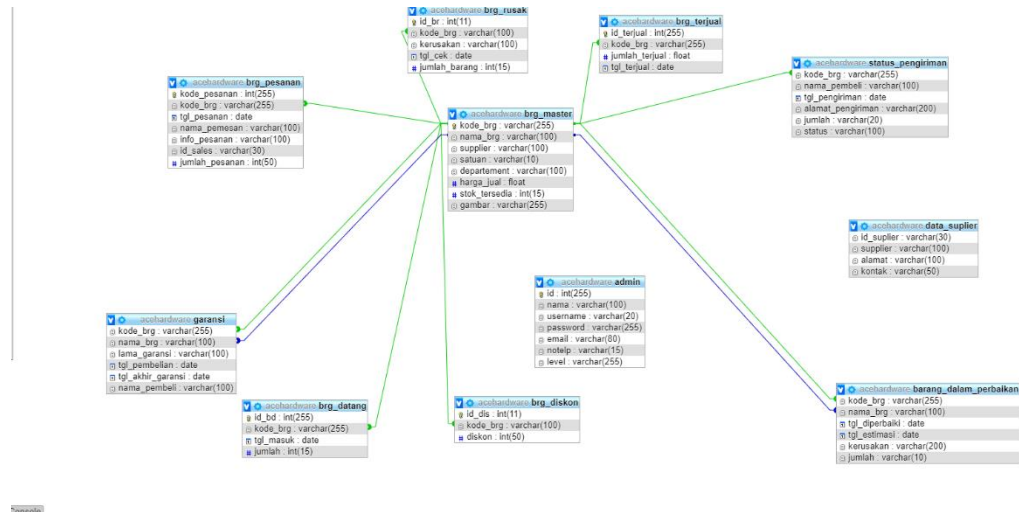 acehardware brg_rusak
id_br : int(11)
kode_brg : varchar(100)
kerusakan : varchar(100)
tgl_cek : date
jumlah_barang : int(15)
acehardware brg_terjual
id_terjual : int(255)
kode_brg : varchar(255)
jumlah_terjual : float
tgl_terjual : date
acehardware status_pengiriman
kode_brg : varchar(255)
nama_pembeli : varchar(100)
tgl_pengiriman : date
alamat_pengiriman : varchar(200)
jumlah : varchar(20)
status : varchar(100)
acehardware brg_pesanan
kode_pesanan : int(255)
kode_brg : varchar(255)
tgl_pesanan : date
nama_pemesan : varchar(100)
info_pesanan : varchar(100)
id_sales : varchar(30)
jumlah_pesanan : int(50)
acehardware brg_master
kode_brg : varchar(255)
nama_brg : varchar(100)
supplier : varchar(100)
satuan : varchar(10)
departement : varchar(100)
harga_jual : float
stok_tersedia : int(15)
gambar : varchar(255)
acehardware data_suplier
id_suplier : varchar(30)
supplier : varchar(100)
alamat : varchar(100)
kontak : varchar(50)
acehardware admin
id : int(255)
nama : varchar(100)
username : varchar(20)
password : varchar(255)
email : varchar(80)
notelp : varchar(15)
level : varchar(255)
acehardware garansi
kode_brg : varchar(255)
nama_brg : varchar(100)
lama_garansi : varchar(100)
tgl_pembelian : date
tgl_akhir_garansi : date
nama_pembeli : varchar(100)
acehardware brg_datang
id_bd : int(255)
kode_brg : varchar(255)
tgl_masuk : date
jumlah : int(15)
acehardware brg_diskon
id_dis : int(11)
kode_brg : varchar(100)
diskon : int(50)
acehardware barang_dalam_perbaikan
kode_brg : varchar(255)
nama_brg : varchar(100)
tgl_diperbaiki : date
tgl_estimasi : date
kerusakan : varchar(200)
jumlah : varchar(10)
Console